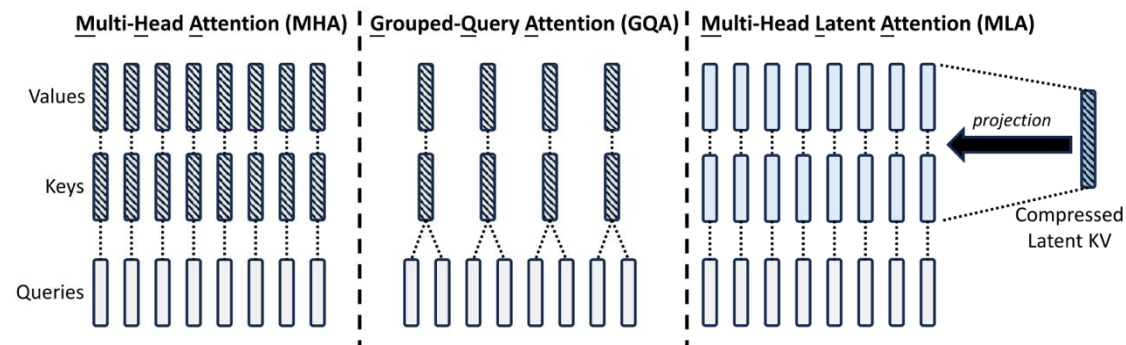 Multi-Head Attention (MHA)
Grouped-Query Attention (GQA)
Multi-Head Latent Attention (MLA)
Values
Keys
Queries
projection
Compressed
Latent KV